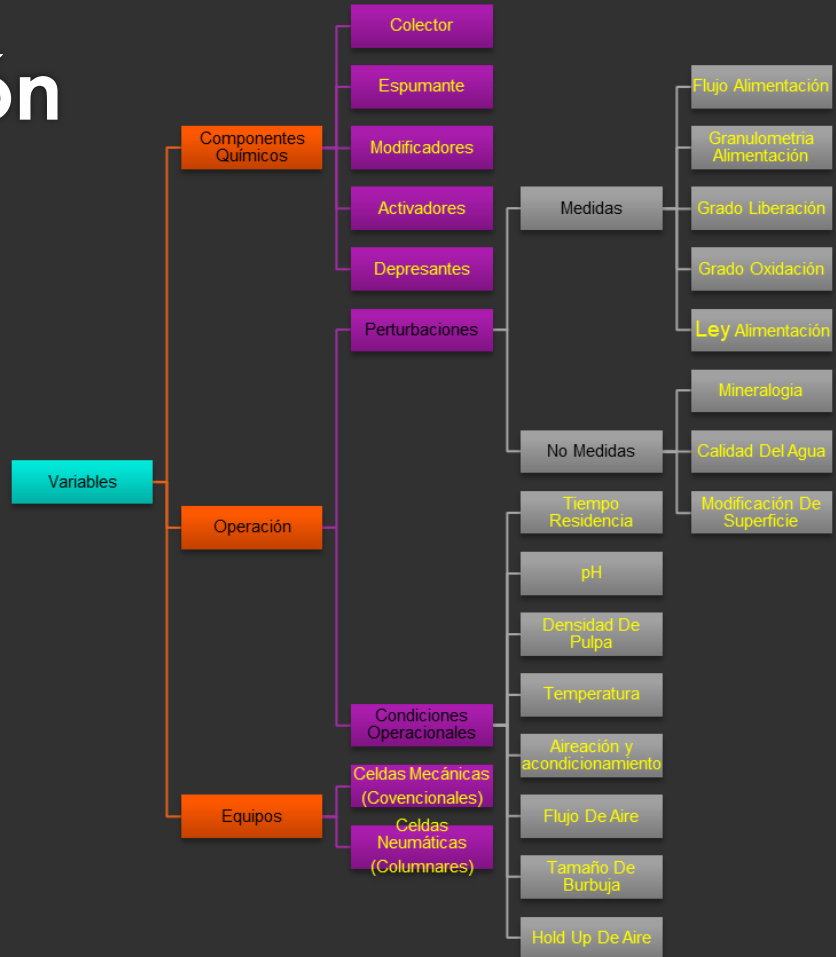 ón
Variables
Componentes
Químicos
Colector
Espumante
Modificadores
Activadores
Depresantes
Operación
Perturbaciones
Medidas
Flujo Alimentación
Granulometria
Alimentación
Grado Liberación
Grado Oxidación
Ley Alimentación
No Medidas
Mineralogia
Calidad Del Agua
Modificación De
Superficie
Condiciones
Operacionales
Tiempo
Residencia
pH
Densidad De
Pulpa
Temperatura
Aireación y
acondicionamiento
Flujo De Aire
Tamaño De
Burbuja
Hold Up De Aire
Equipos
Celdas Mecánicas
(Covencionales)
Celdas
Neumáticas
(Columnares)